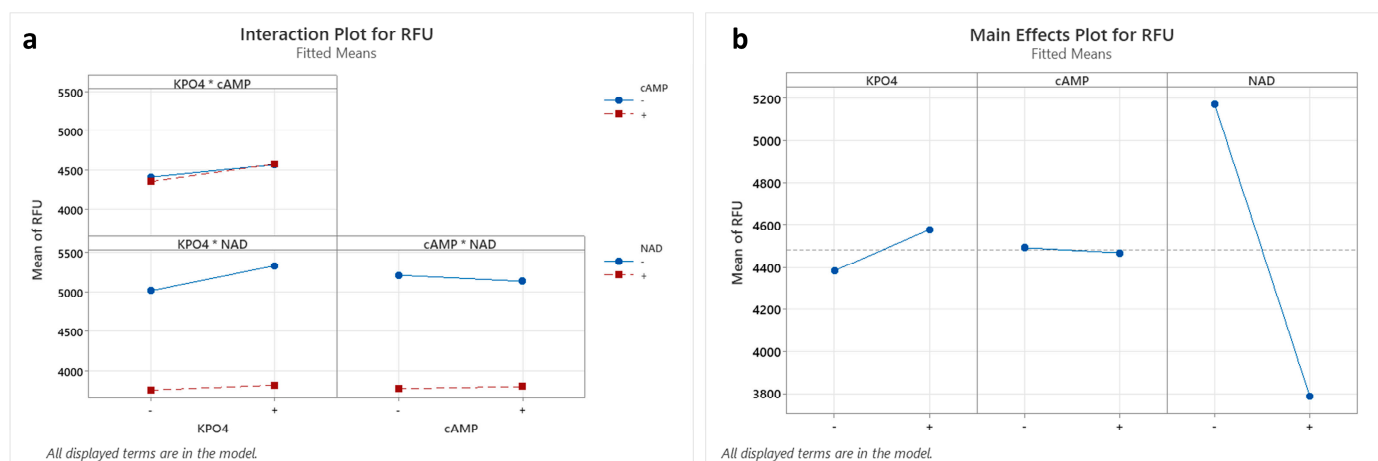 a
Interaction Plot for RFU
Fitted Means
KPO4 * cAMP
5500
5000
4500
4000
cAMP
-
+
Mean of RFU
KPO4 * NAD
cAMP * NAD
5500
5000
4500
4000
NAD
-
+
- + - +
KPO4 cAMP
All displayed terms are in the model.
b
Main Effects Plot for RFU
Fitted Means
KPO4 cAMP NAD
5200
5000
4800
4600
4400
4200
4000
3800
Mean of RFU
- + - + - +
All displayed terms are in the model.